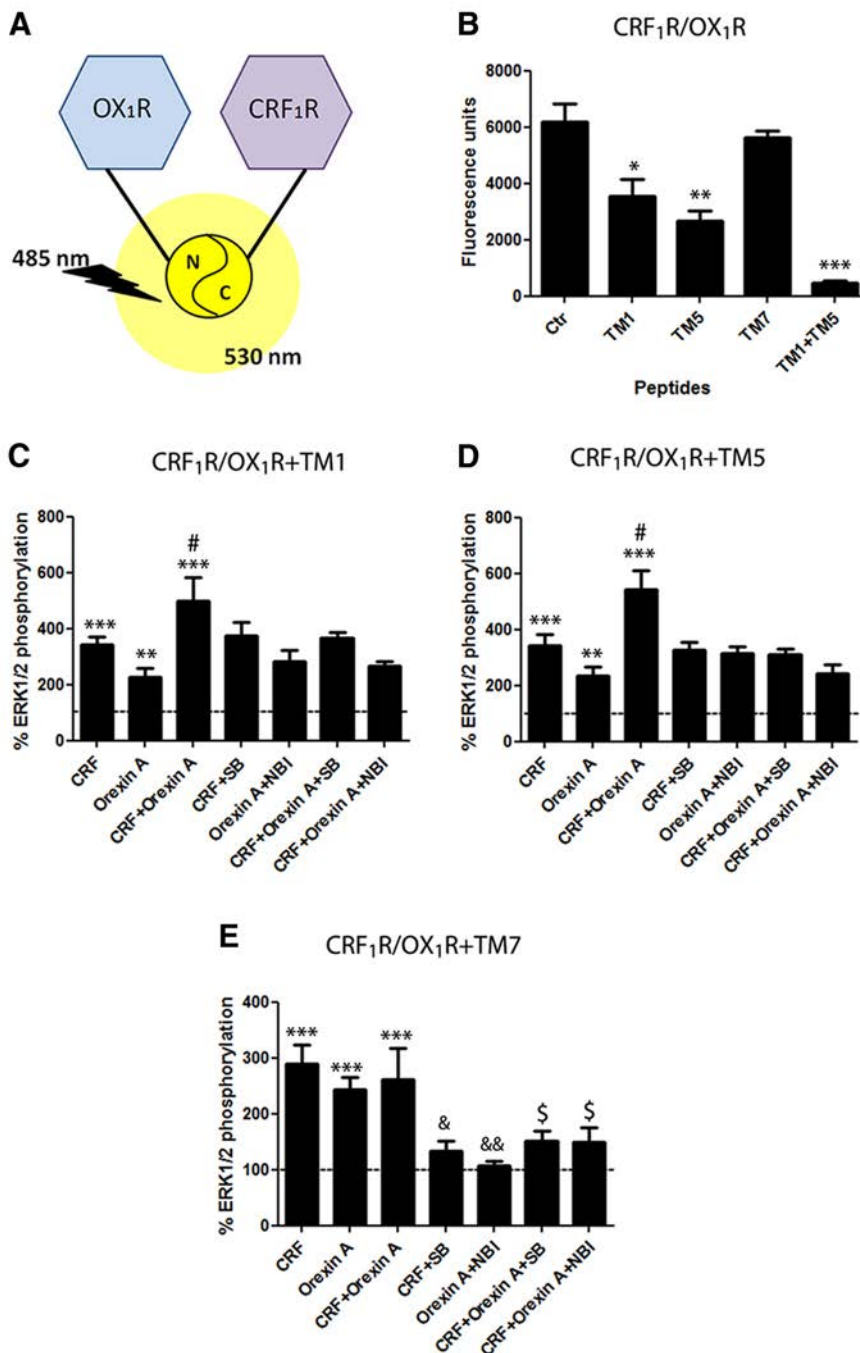 A
OX₁R
CRF₁R
485 nm
N
C
530 nm
B
CRF₁R/OX₁R
Fluorescence units
8000
6000
4000
2000
0
*
**
***
Ctr
TM1
TM5
TM7
TM1+TM5
Peptides
C
CRF₁R/OX₁R+TM1
% ERK1/2 phosphorylation
800
600
400
200
0
***
**
#
***
CRF
Orexin A
CRF+Orexin A
CRF+SB
Orexin A+NBI
CRF+Orexin A+SB
CRF+Orexin A+NBI
D
CRF₁R/OX₁R+TM5
% ERK1/2 phosphorylation
800
600
400
200
0
***
**
#
***
CRF
Orexin A
CRF+Orexin A
CRF+SB
Orexin A+NBI
CRF+Orexin A+SB
CRF+Orexin A+NBI
E
CRF₁R/OX₁R+TM7
% ERK1/2 phosphorylation
400
300
200
100
0
***
***
***
&
&&
$
$
CRF
Orexin A
CRF+Orexin A
CRF+SB
Orexin A+NBI
CRF+Orexin A+SB
CRF+Orexin A+NBI